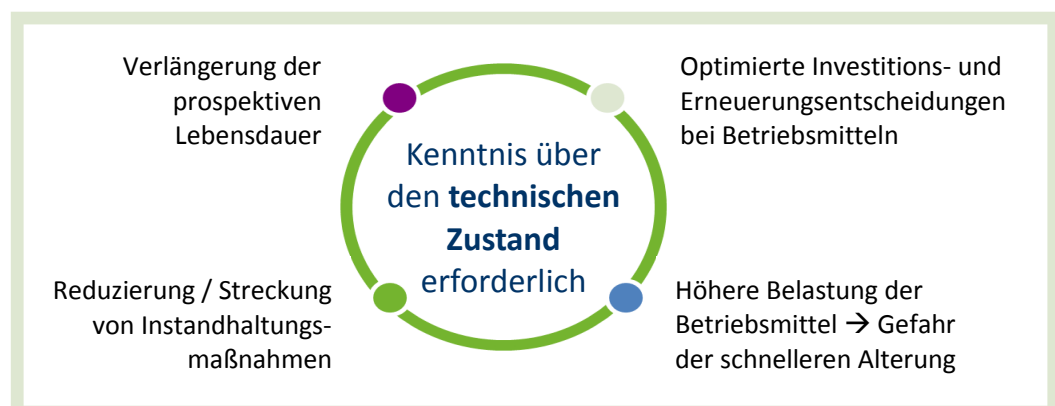 Verlängerung der
prospektiven
Lebensdauer
Optimierte Investitions- und
Erneuerungsentscheidungen
bei Betriebsmitteln
Kenntnis über
den technischen
Zustand
erforderlich
Reduzierung / Streckung
von Instandhaltungs-
maßnahmen
Höhere Belastung der
Betriebsmittel → Gefahr
der schnelleren Alterung